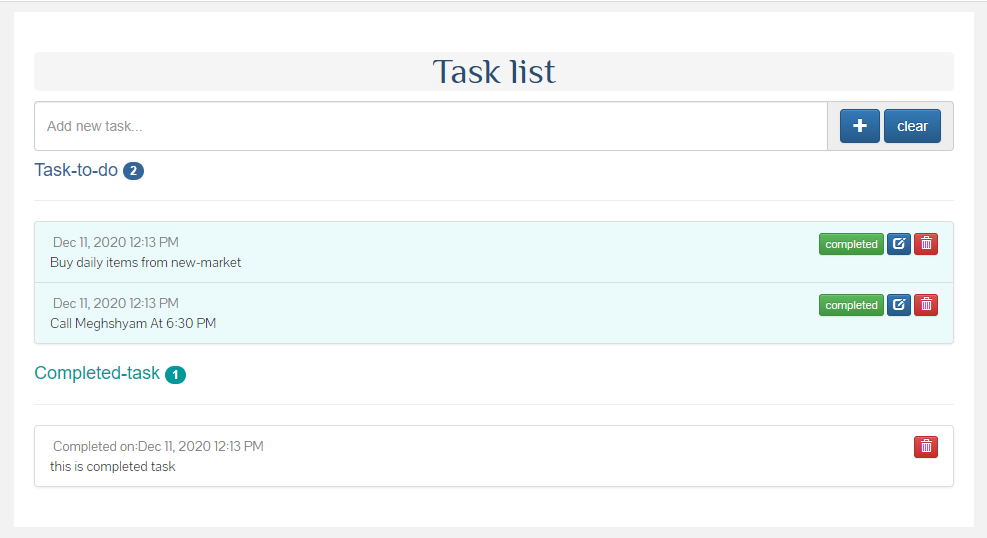 Task list
Add new task...
clear
Task-to-do 2
Dec 11, 2020 12:13 PM
completed
Buy daily items from new-market
Dec 11, 2020 12:13 PM
completed
Call Meghshyam At 6:30 PM
Completed-task 1
Completed on:Dec 11, 2020 12:13 PM
this is completed task